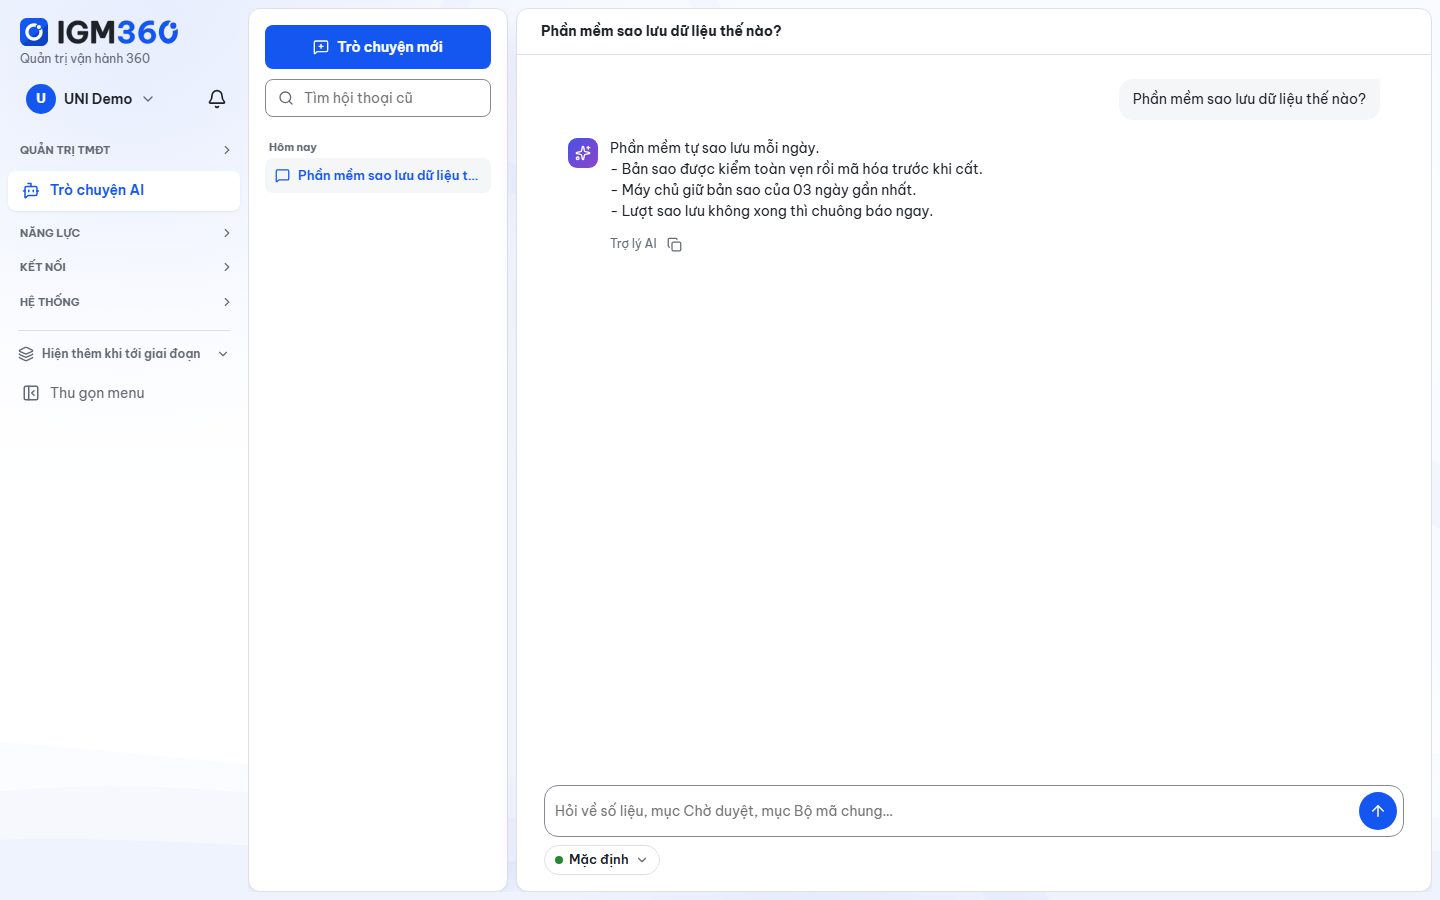 IGM360
Quản trị vận hành 360
U UNI Demo
QUẢN TRỊ TMĐT
Trò chuyện AI
NĂNG LỰC
KẾT NỐI
HỆ THỐNG
Hiện thêm khi tới giai đoạn
Thu gọn menu
Trò chuyện mới
Tìm hội thoại cũ
Hôm nay
Phần mềm sao lưu dữ liệu t...
Phần mềm sao lưu dữ liệu thế nào?
Phần mềm sao lưu dữ liệu thế nào?
Phần mềm tự sao lưu mỗi ngày.
- Bản sao được kiểm toàn vẹn rồi mã hóa trước khi cất.
- Máy chủ giữ bản sao của 03 ngày gần nhất.
- Lượt sao lưu không xong thì chuông báo ngay.
Trợ lý AI
Hỏi về số liệu, mục Chờ duyệt, mục Bộ mã chung...
Mặc định